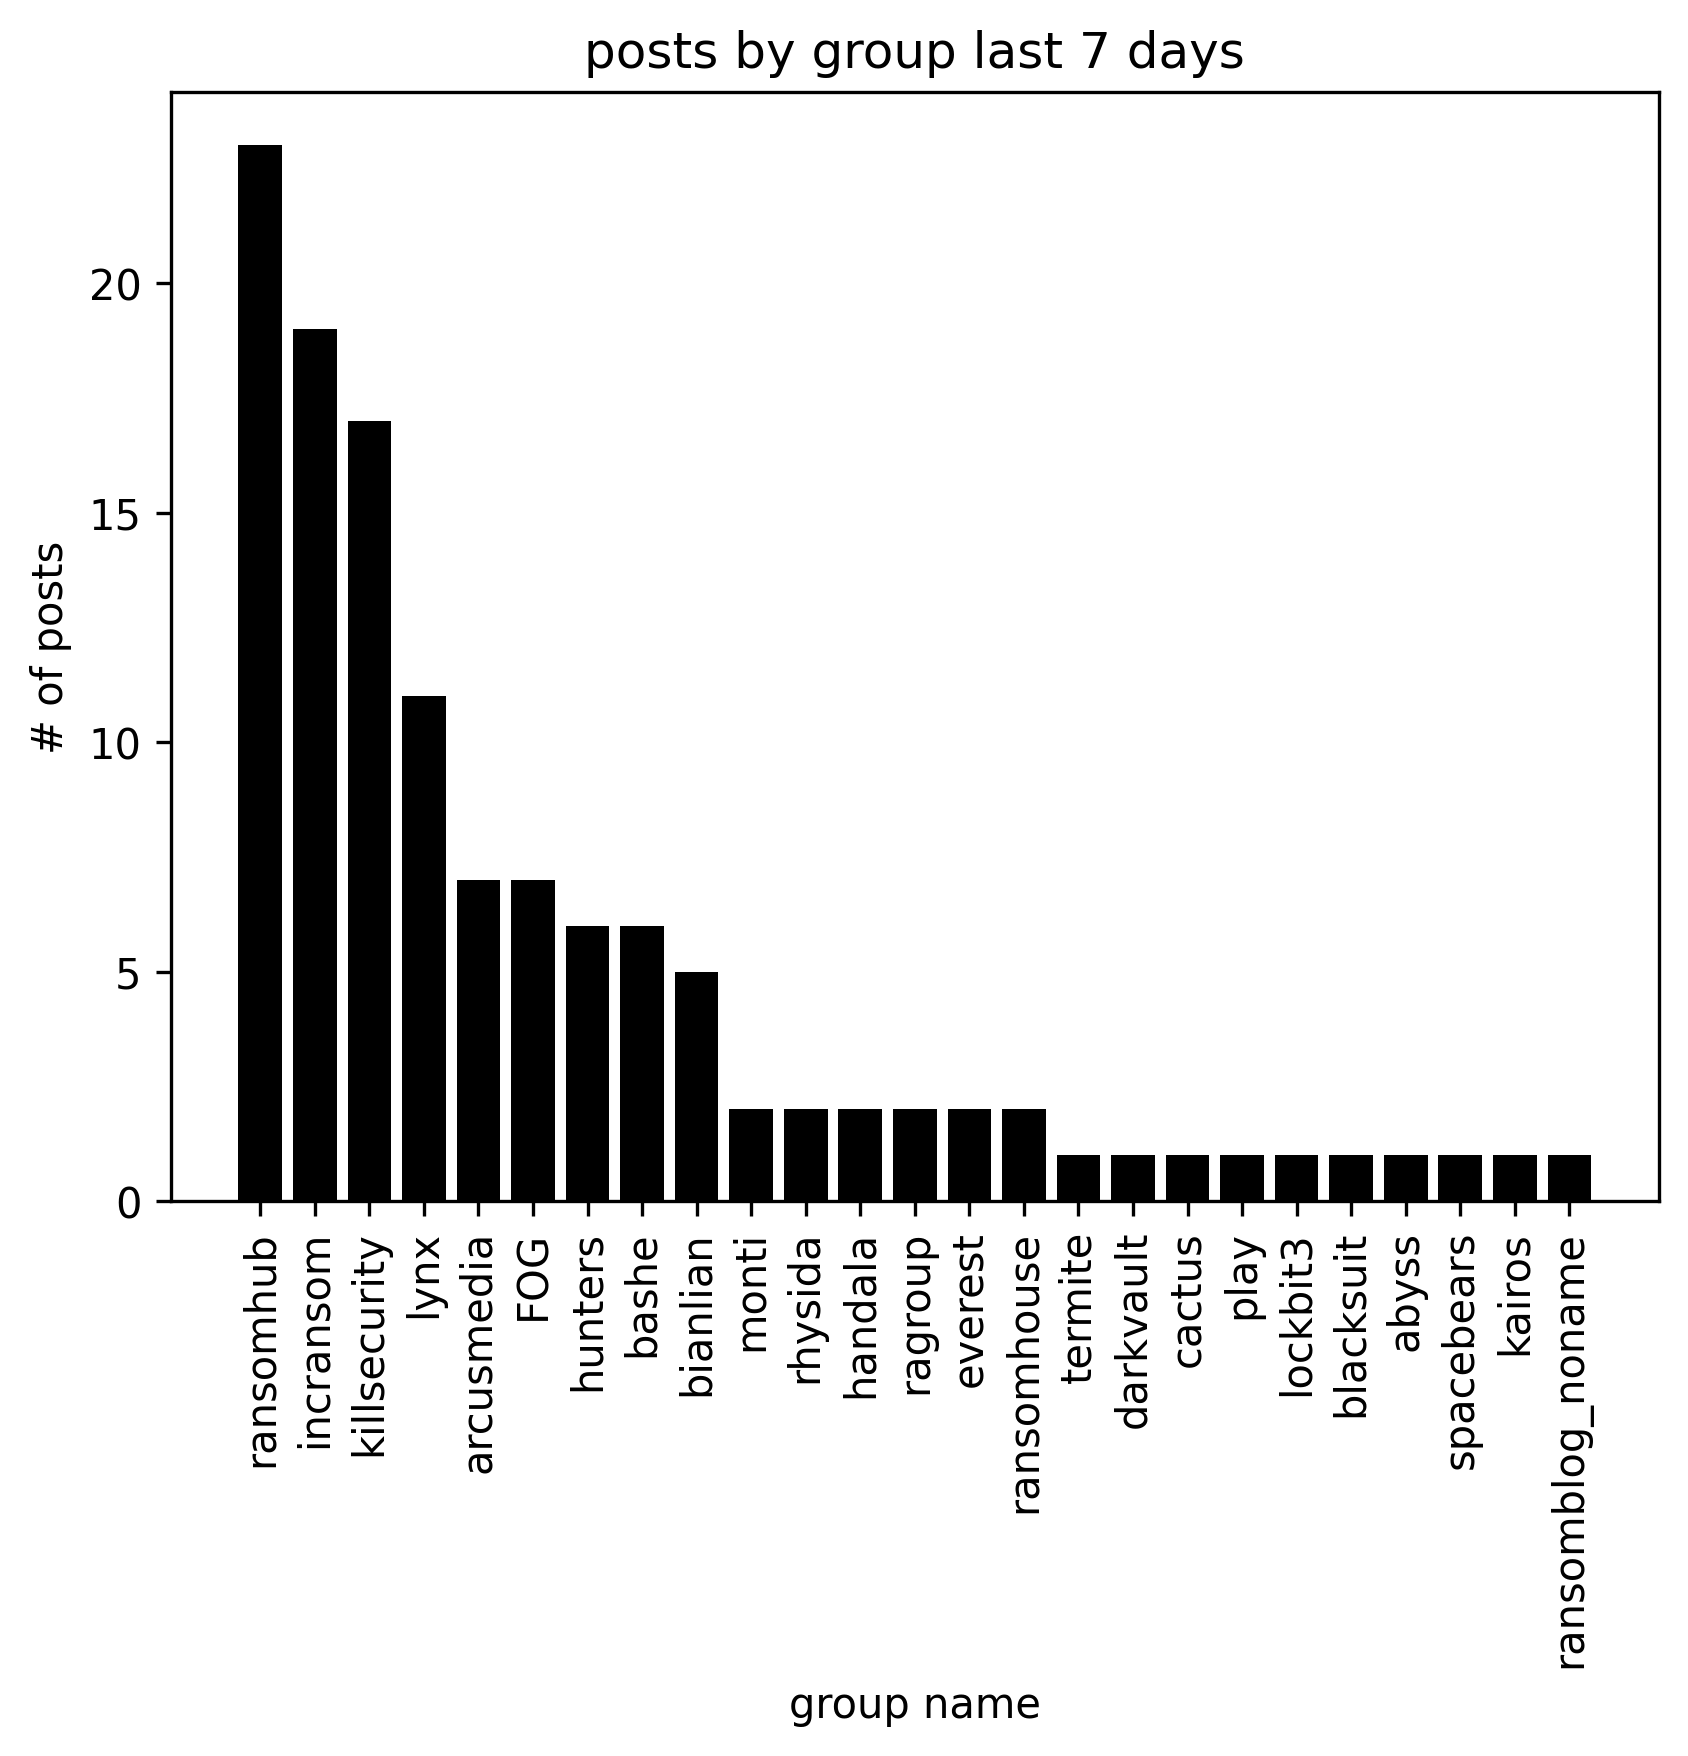 posts by group last 7 days
# of posts
20
15
10
5
0
ransomhub
incransom
killsecurity
lynx
arcusmedia
FOG
hunters
bashe
bianlian
monti
rhysida
handala
ragroup
everest
ransomhouse
termite
darkvault
cactus
play
lockbit3
blacksuit
abyss
spacebears
kairos
ransomblog_noname
group name